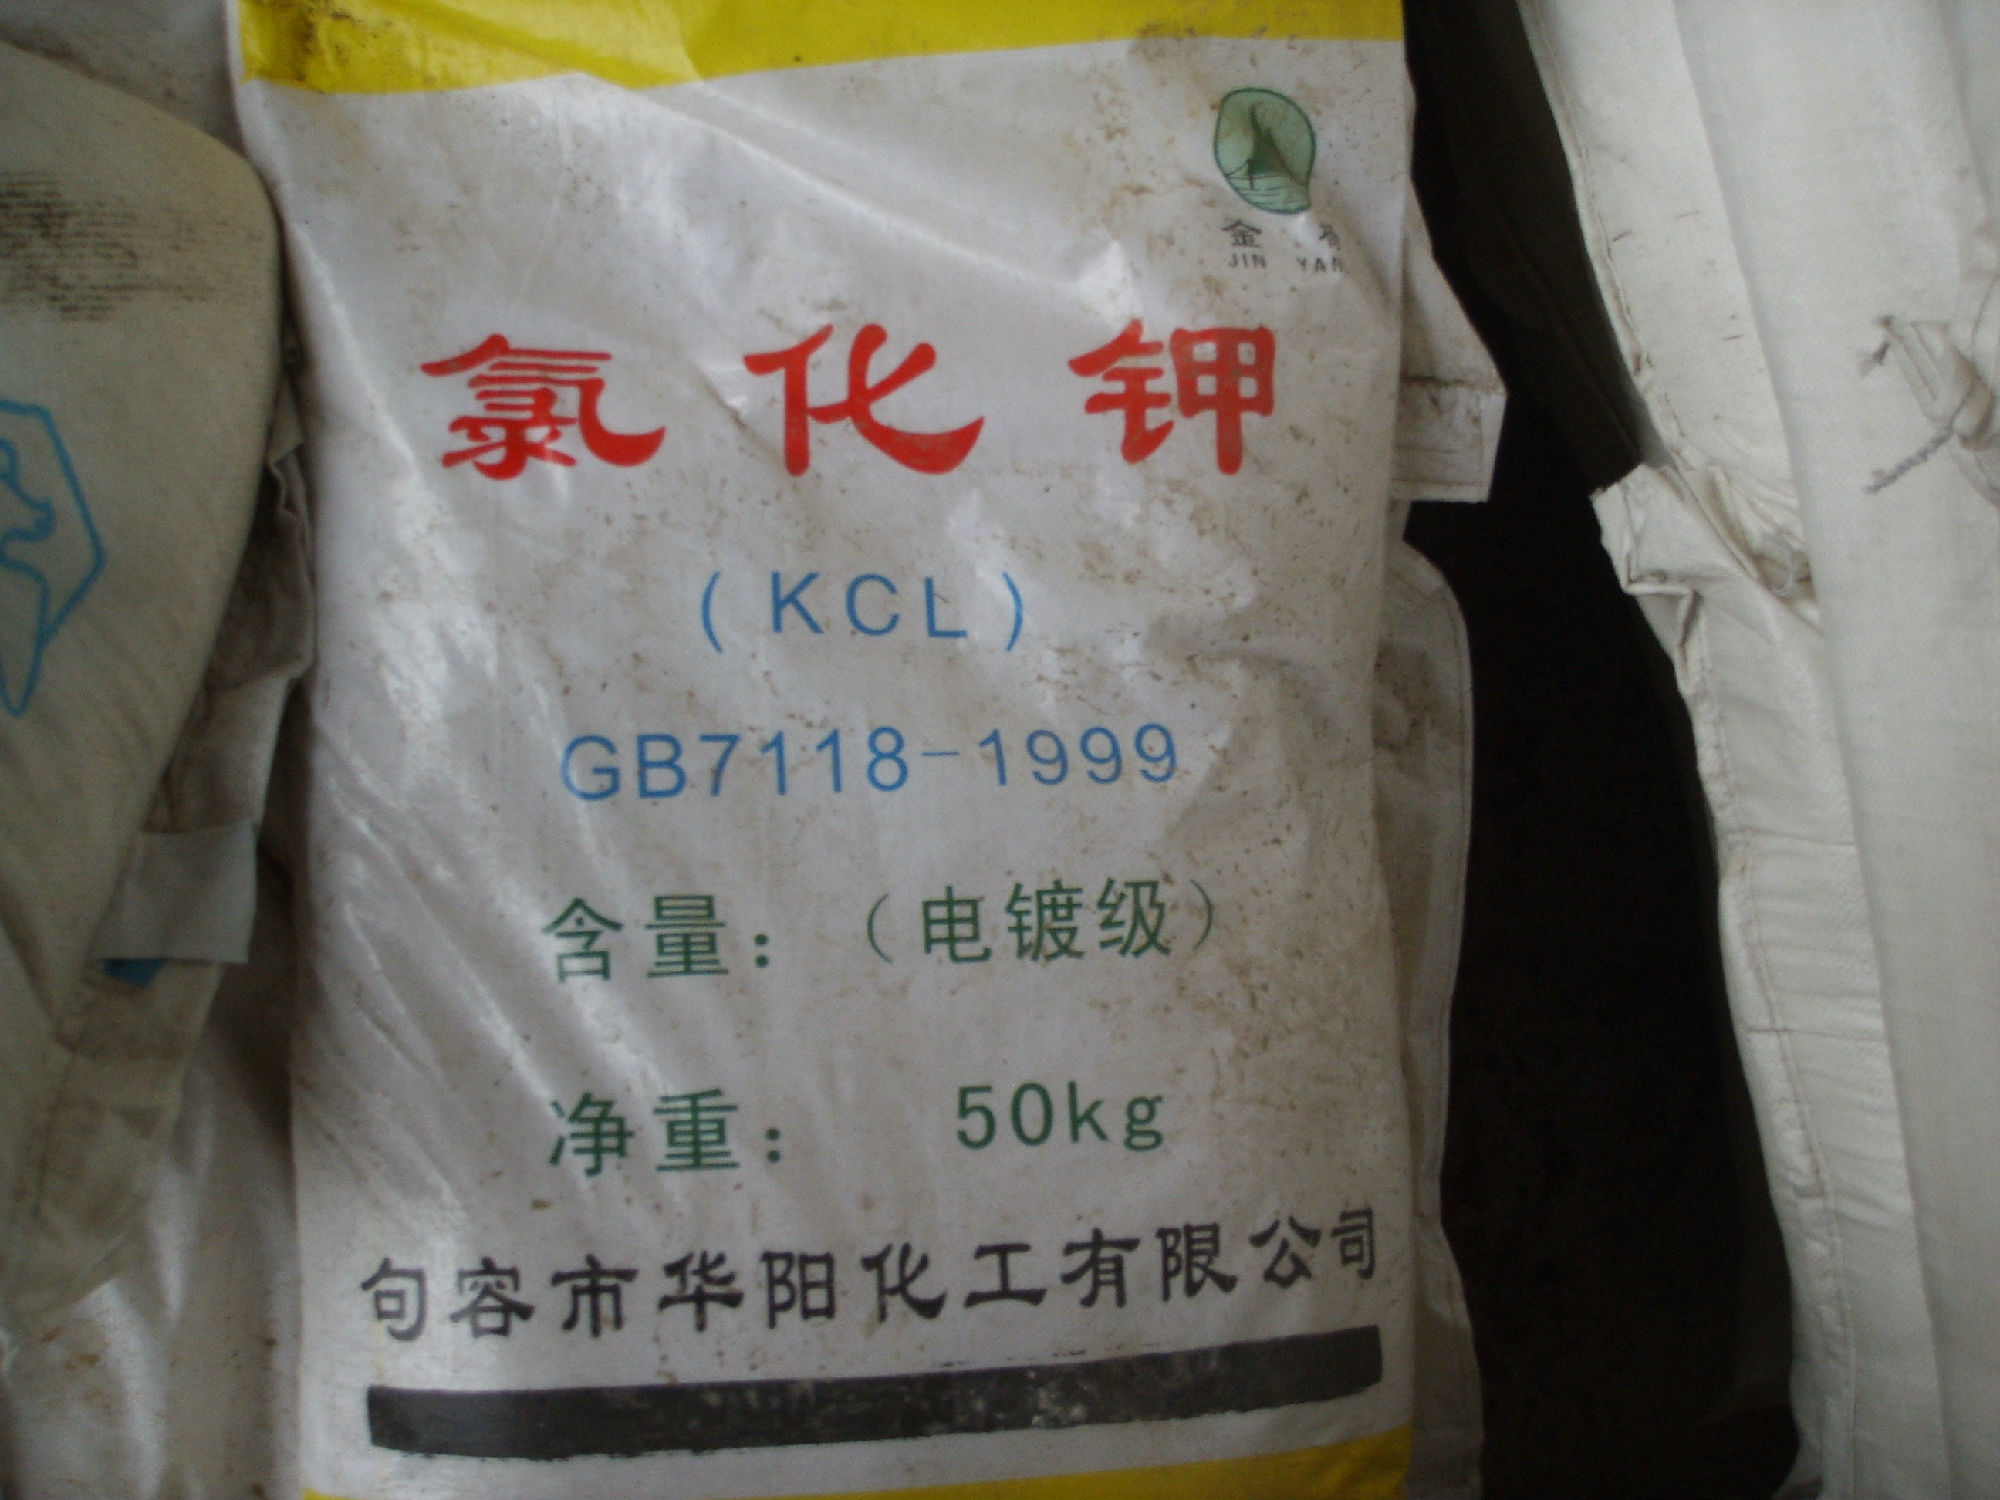 金
JIN YAN
氯化钾
(KCL)
GB7118-1999
含量:(电镀级)
净重: 50kg
句容市华阳化工有限公司